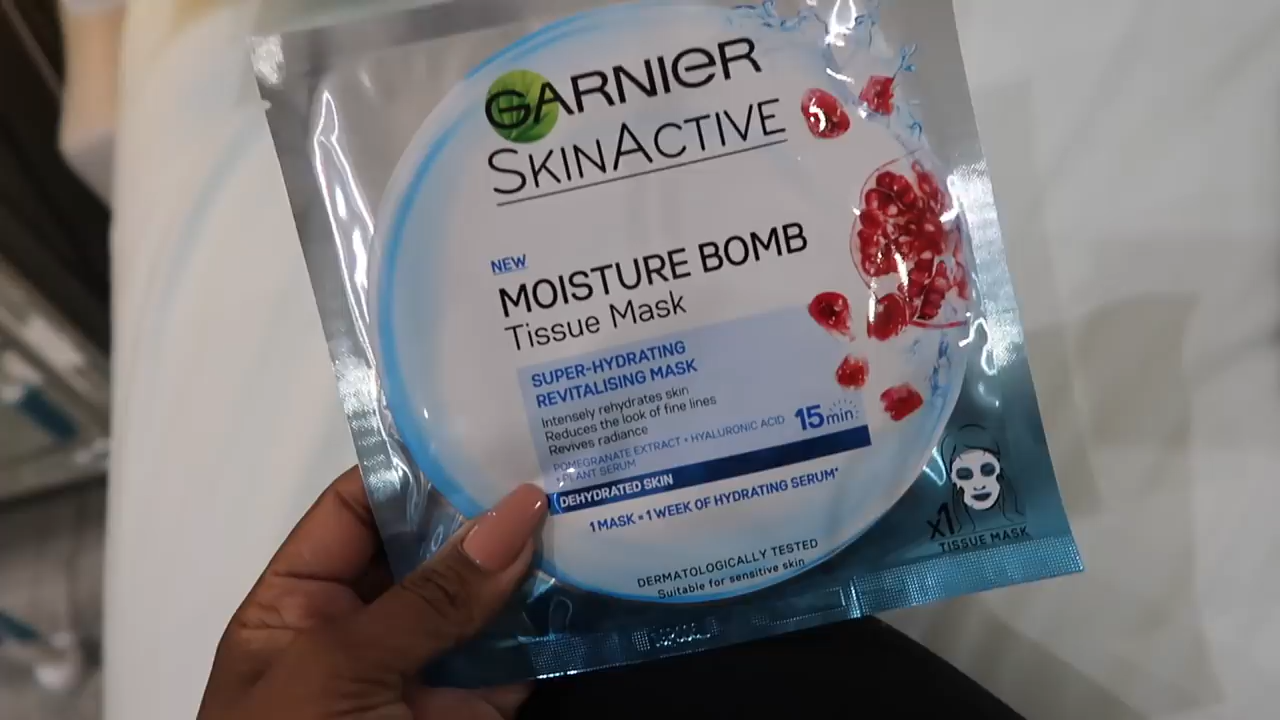 GARNIER
SKINACTIVE
NEW
MOISTURE BOMB
Tissue Mask
SUPER-HYDRATING
REVITALISING MASK
Intensely rehydrates skin
Reduces the look of fine lines
Revives radiance
15min
POMEGRANATE EXTRACT + HYALURONIC ACID
+ PLANT SERUM
DEHYDRATED SKIN
1 MASK = 1 WEEK OF HYDRATING SERUM*
x1
TISSUE MASK
DERMATOLOGICALLY TESTED
Suitable for sensitive skin